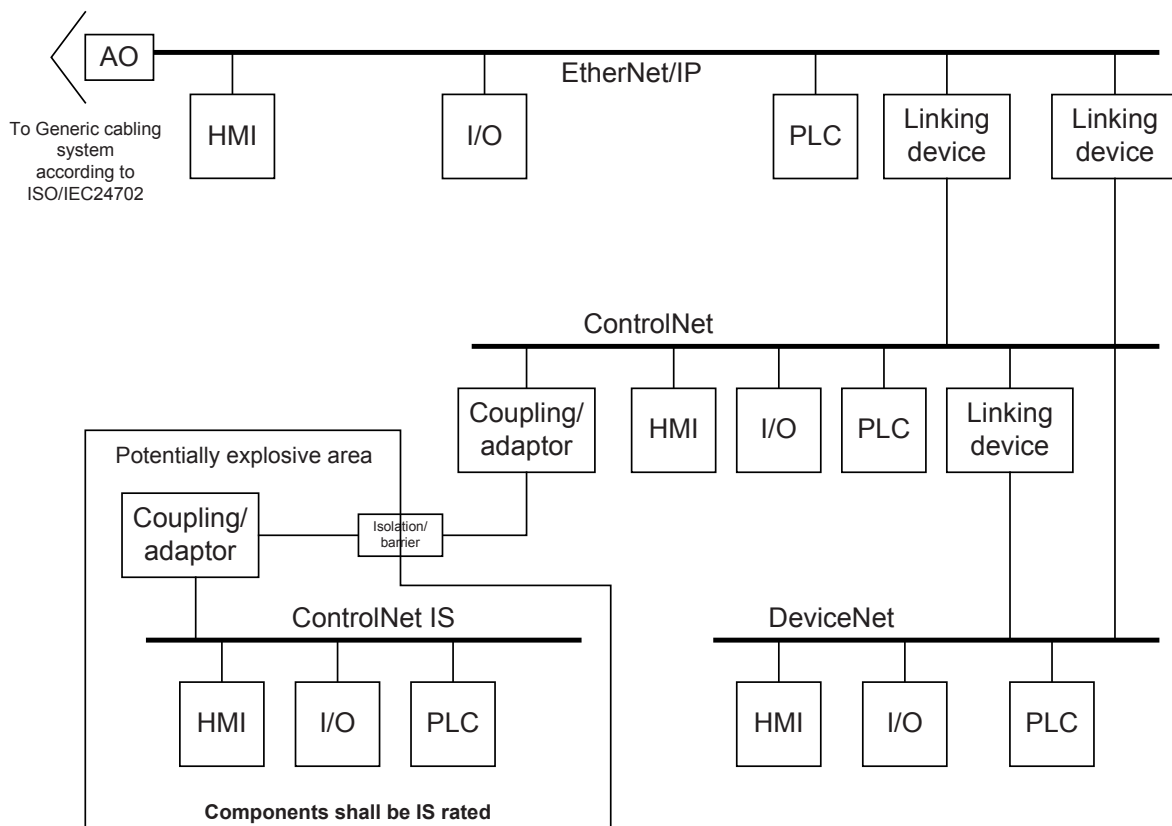 AO
EtherNet/IP
To Generic cabling
system
according to
ISO/IEC24702
HMI
I/O
PLC
Linking
device
Linking
device
ControlNet
Coupling/
adaptor
HMI
I/O
PLC
Linking
device
Potentially explosive area
Coupling/
adaptor
Isolation/
barrier
ControlNet IS
HMI
I/O
PLC
Components shall be IS rated
DeviceNet
HMI
I/O
PLC